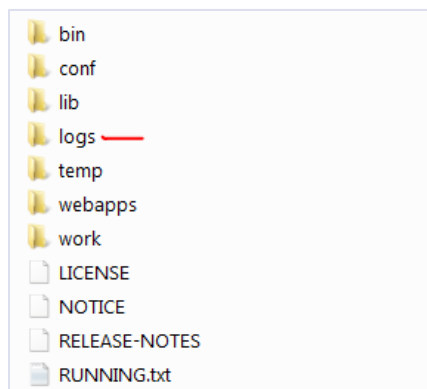 bin
conf
lib
logs
temp
webapps
work
LICENSE
NOTICE
RELEASE-NOTES
RUNNING.txt